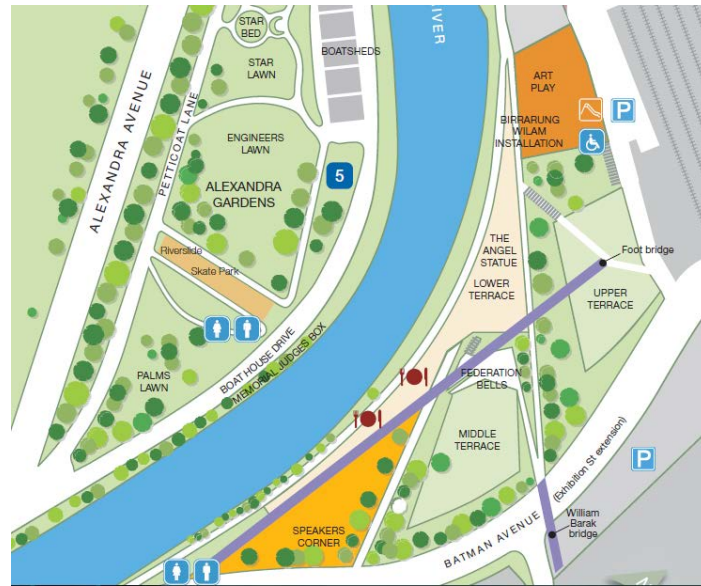 STAR
BED
STAR
LAWN
BOATSHEDS
RIVER
ART
PLAY
BIRRARUNG
WILAM
INSTALLATION
P
ALEXANDRA AVENUE
PETTICOAT LANE
ENGINEERS
LAWN
ALEXANDRA
GARDENS
5
Riverslide
Skate Park
THE
ANGEL
STATUE
LOWER
TERRACE
Foot bridge
UPPER
TERRACE
PALMS
LAWN
BOAT HOUSE DRIVE
MEMORIAL JUDGES BOX
FEDERATION
BELLS
MIDDLE
TERRACE
P
SPEAKERS
CORNER
BATMAN AVENUE
(Exhibition St extension)
William
Barak
bridge